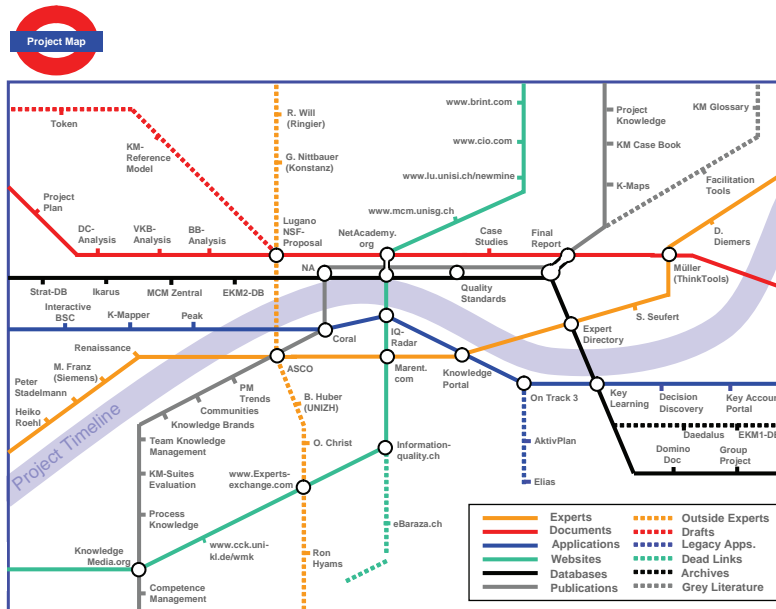 Project Map
www.brint.com
R. Will
(Ringier)
Project
Knowledge
KM Glossary
Token
KM-
Reference
Model
www.cio.com
KM Case Book
G. Nittbauer
(Konstanz)
www.lu.unisi.ch/newmine
K-Maps
Facilitation
Tools
Project
Plan
www.mcm.unisg.ch
DC-
Analysis
VKB-
Analysis
BB-
Analysis
Lugano
NSF-
Proposal
NetAcademy.
org
Case
Studies
Final
Report
D.
Diemers
NA
Müller
(ThinkTools)
Strat-DB
Ikarus
MCM Zentral
EKM2-DB
Quality
Standards
Interactive
BSC
K-Mapper
Peak
S. Seufert
Coral
IQ-
Radar
Expert
Directory
Renaissance
M. Franz
(Siemens)
Peter
Stadelmann
Heiko
Roehl
ASCO
Marent.
com
Knowledge
Portal
PM
Trends
Communities
Knowledge Brands
B. Huber
(UNIZH)
On Track 3
Key
Learning
Decision
Discovery
Key Accoun
Portal
Project Timeline
Team Knowledge
Management
O. Christ
Information-
quality.ch
AktivPlan
Daedalus
EKM1-DB
Domino
Doc
Group
Project
KM-Suites
Evaluation
www.Experts-
exchange.com
Elias
Process
Knowledge
eBaraza.ch
Knowledge
Media.org
www.cck.uni-
kl.de/wmk
Ron
Hyams
Competence
Management
Experts
Outside Experts
Documents
Drafts
Applications
Legacy Apps.
Websites
Dead Links
Databases
Archives
Publications
Grey Literature